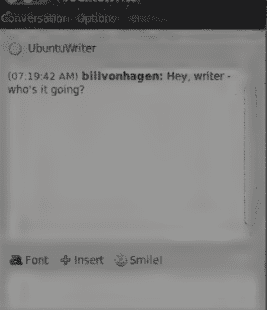 Conversation Options
UbuntuWriter
(07:19:42 AM) billvonhagen: Hey, writer -
who's it going?
Font Insert Smile!